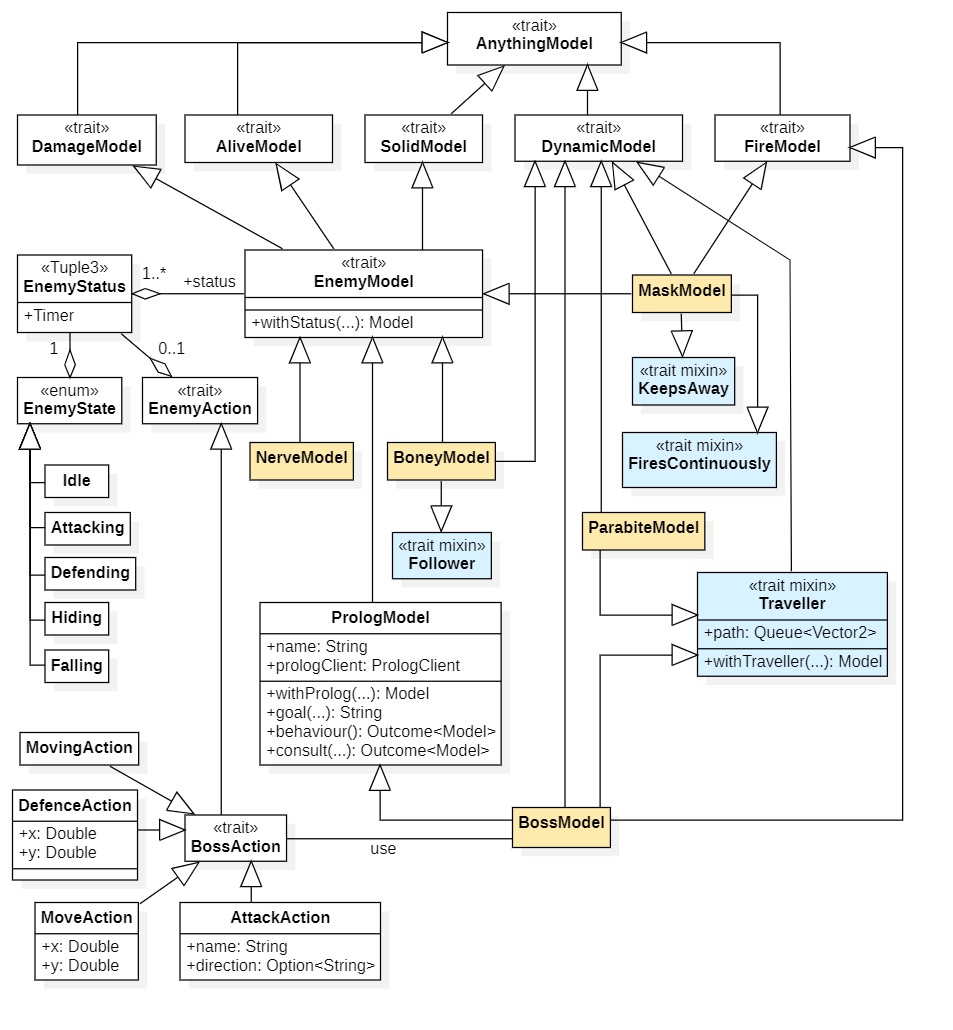 «trait»
AnythingModel
«trait»
DamageModel
«trait»
AliveModel
«trait»
SolidModel
«trait»
DynamicModel
«trait»
FireModel
«Tuple3»
EnemyStatus
+Timer
1..*
+status
«trait»
EnemyModel
+withStatus(...): Model
MaskModel
1
0..1
«enum»
EnemyState
«trait»
EnemyAction
«trait mixin»
KeepsAway
«trait mixin»
FiresContinuously
NerveModel
BoneyModel
Idle
Attacking
Defending
Hiding
Falling
«trait mixin»
Follower
ParabiteModel
«trait mixin»
Traveller
+path: Queue<Vector2>
+withTraveller(...): Model
PrologModel
+name: String
+prologClient: PrologClient
+withProlog(...): Model
+goal(...): String
+behaviour(): Outcome<Model>
+consult(...): Outcome<Model>
MovingAction
DefenceAction
+x: Double
+y: Double
«trait»
BossAction
use
BossModel
MoveAction
+x: Double
+y: Double
AttackAction
+name: String
+direction: Option<String>